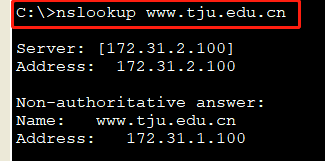 C:\>nslookup www.tju.edu.cn
Server: [172.31.2.100]
Address: 172.31.2.100
Non-authoritative answer:
Name: www.tju.edu.cn
Address: 172.31.1.100